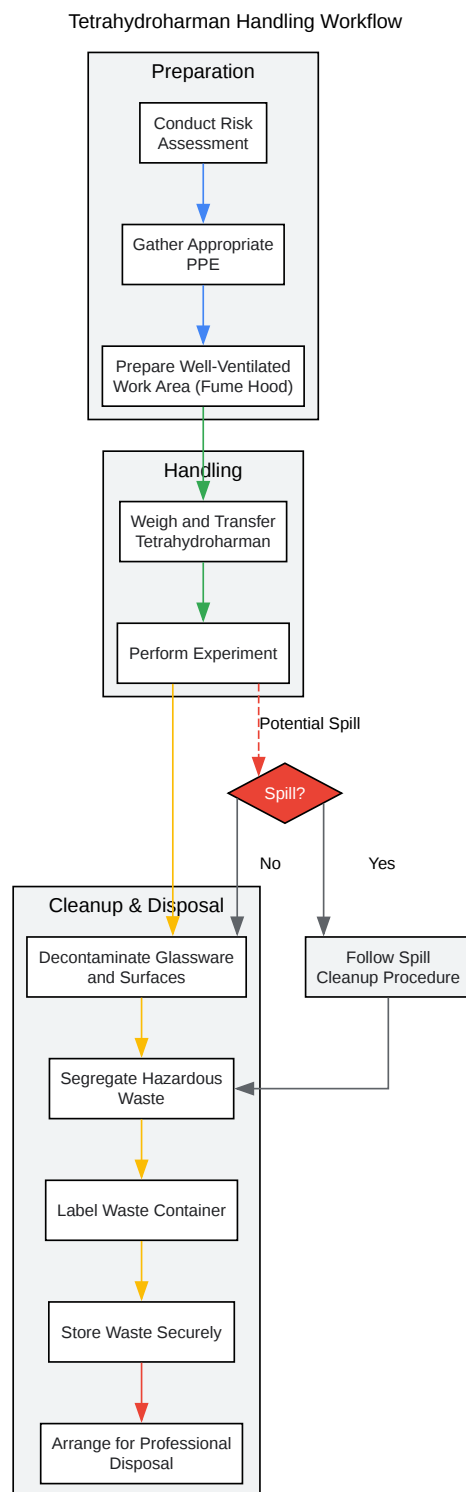 Tetrahydroharman Handling Workflow
Preparation
Conduct Risk
Assessment
Gather Appropriate
PPE
Prepare Well-Ventilated
Work Area (Fume Hood)
Handling
Weigh and Transfer
Tetrahydroharman
Perform Experiment
Potential Spill
Spill?
No
Yes
Cleanup & Disposal
Decontaminate Glassware
and Surfaces
Follow Spill
Cleanup Procedure
Segregate Hazardous
Waste
Label Waste Container
Store Waste Securely
Arrange for Professional
Disposal